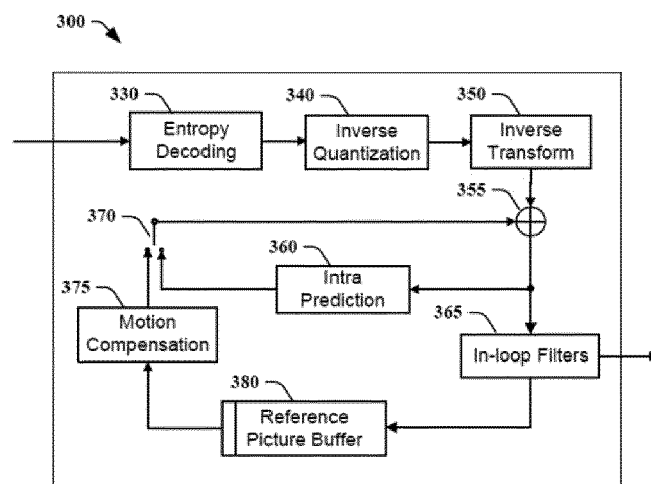 300
330
340
350
Entropy
Decoding
Inverse
Quantization
Inverse
Transform
355
370
360
Intra
Prediction
375
365
Motion
Compensation
In-loop Filters
380
Reference
Picture Buffer